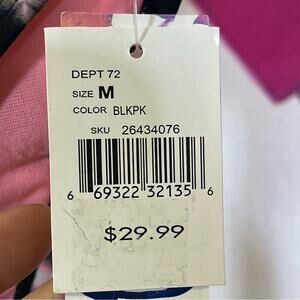 DEPT 72
SIZE M
COLOR BLKPK
SKU 26434076
6 69322 32135 6
$29.99